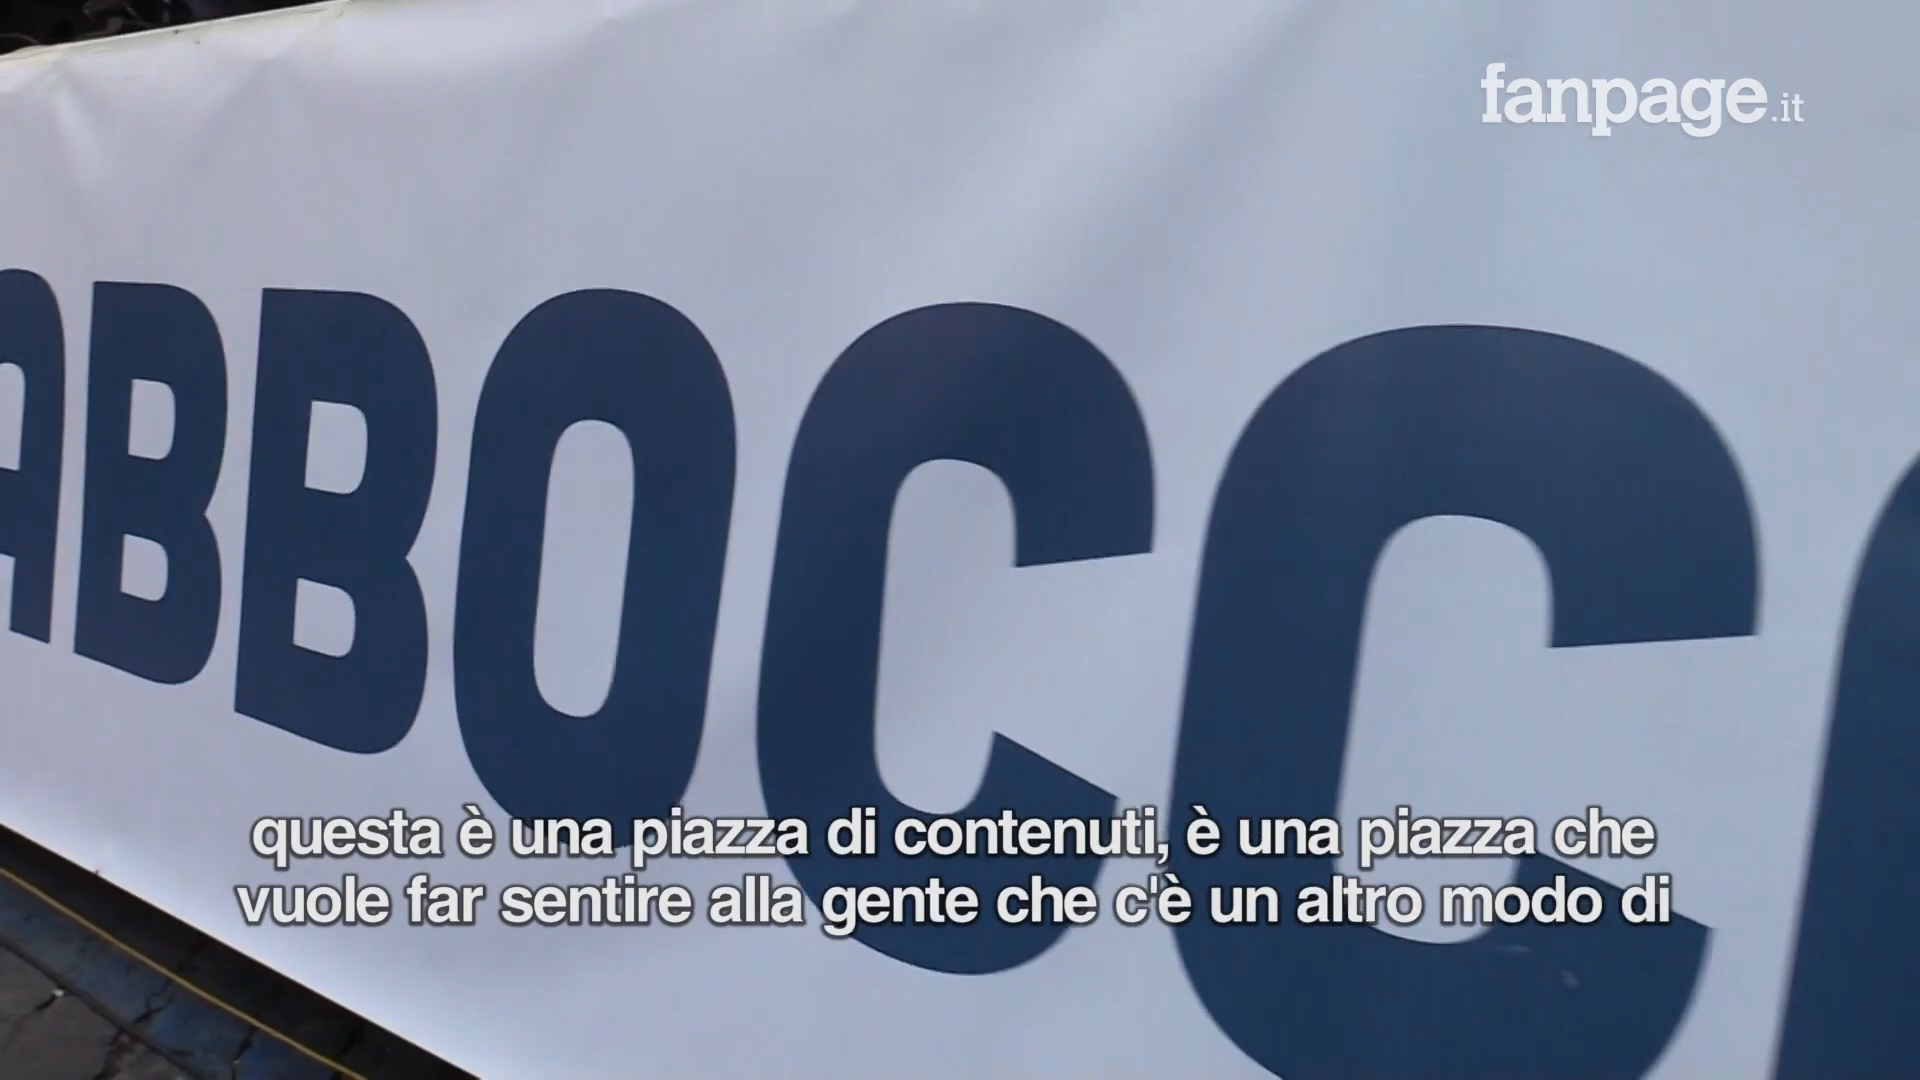 fanpage.it
ABBOCC
questa è una piazza di contenuti, è una piazza che
vuole far sentire alla gente che c'è un altro modo di